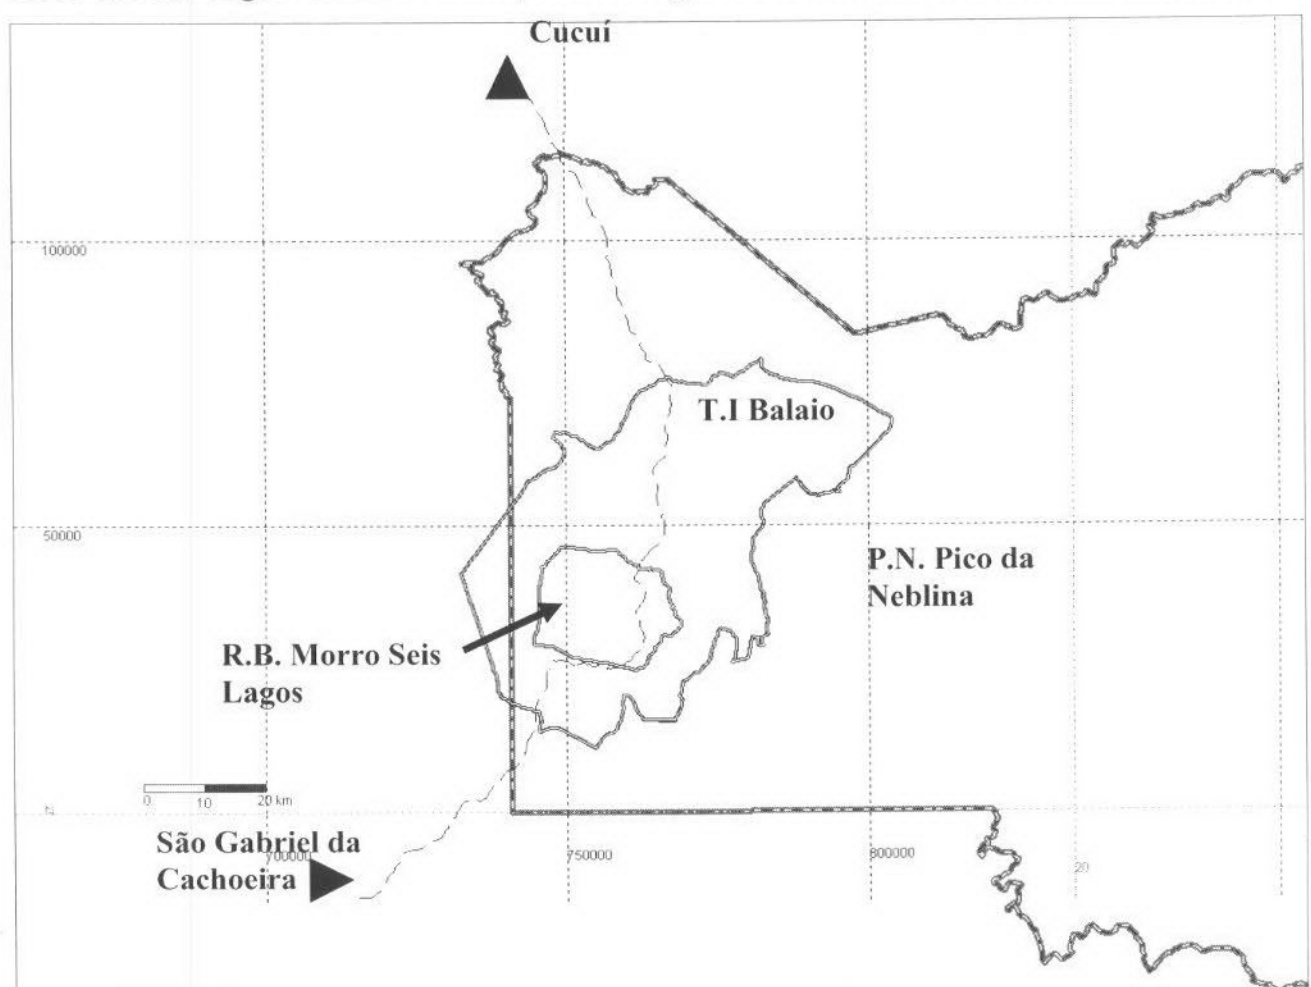 Cucuí
100000
T.I Balaio
50000
P.N. Pico da
Neblina
R.B. Morro Seis
Lagos
0 10 20 km
São Gabriel da
700000 750000 800000
Cachoeira
20